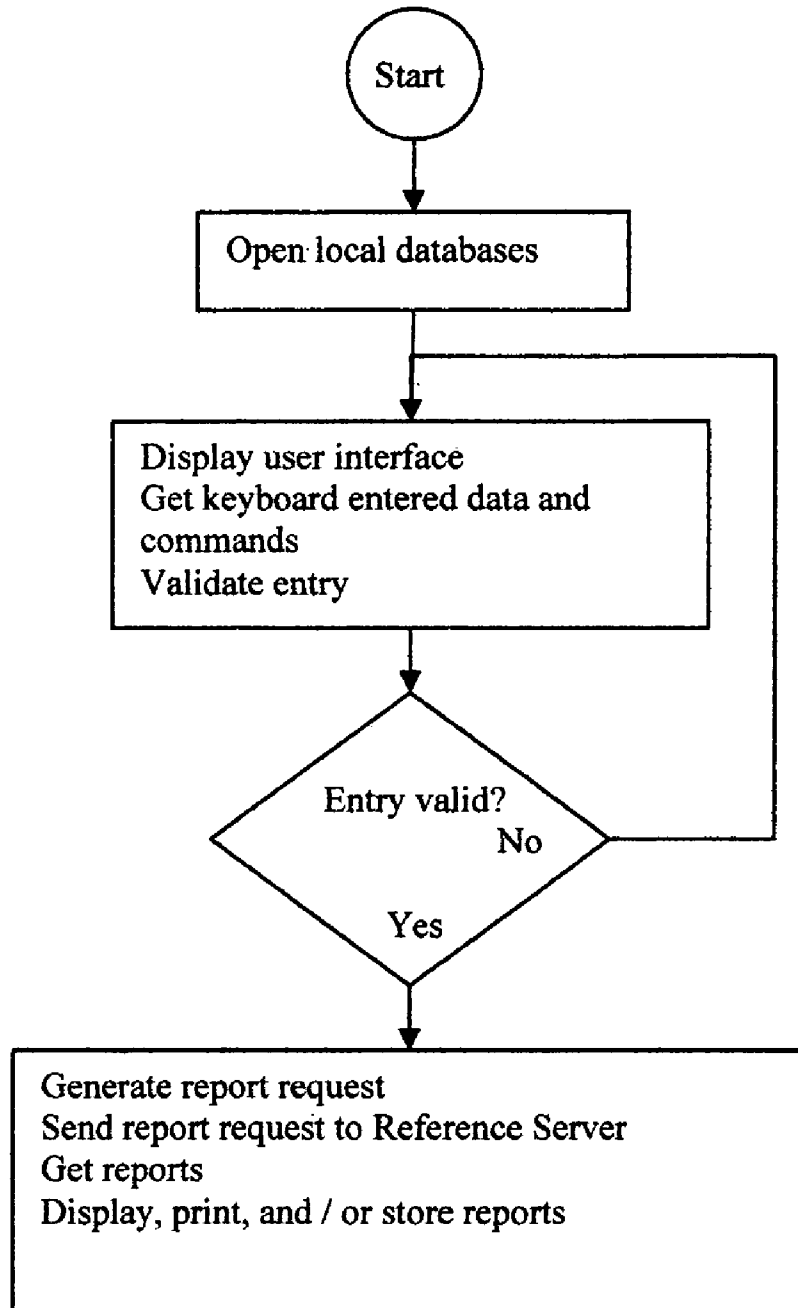 Start
Open local databases
Display user interface
Get keyboard entered data and
commands
Validate entry
Entry valid?
No
Yes
Generate report request
Send report request to Reference Server
Get reports
Display, print, and / or store reports